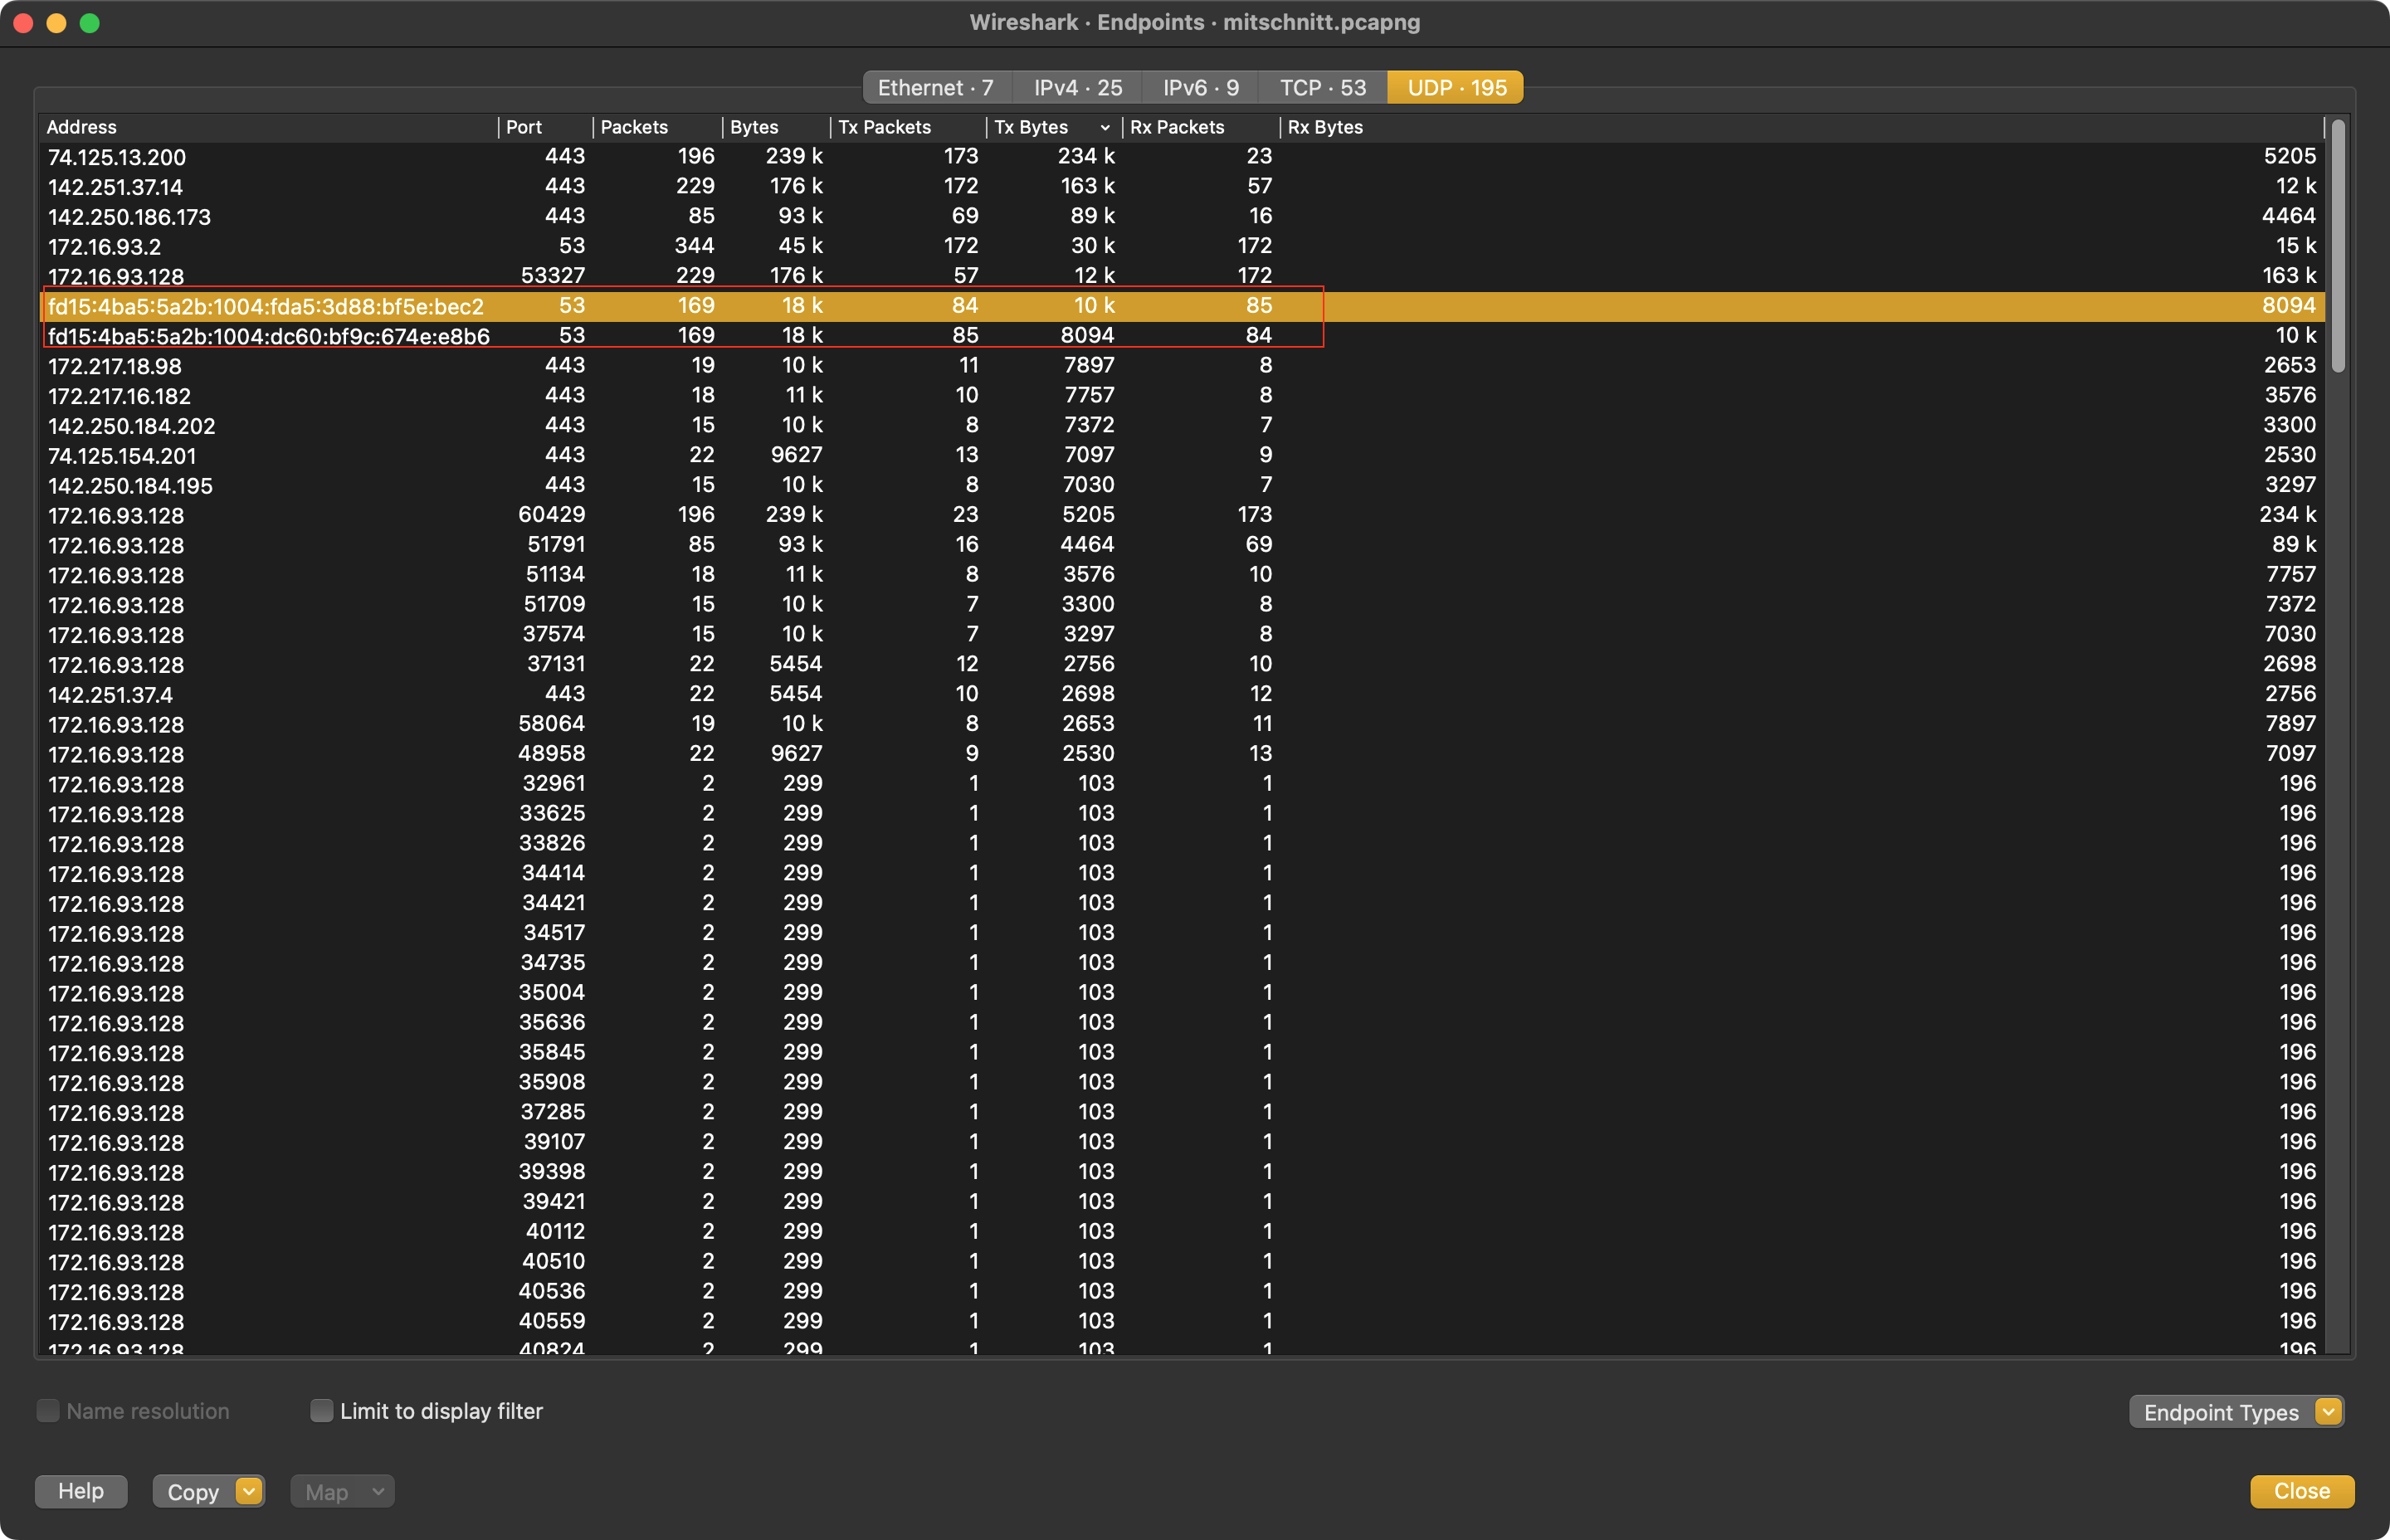 Wireshark · Endpoints · mitschnitt.pcapng
Ethernet · 7 IPv4 · 25 IPv6 · 9 TCP · 53 UDP · 195
Address Port Packets Bytes Tx Packets Tx Bytes Rx Packets Rx Bytes
74.125.13.200 443 196 239 k 173 234 k 23 5205
142.251.37.14 443 229 176 k 172 163 k 57 12 k
142.250.186.173 443 85 93 k 69 89 k 16 4464
172.16.93.2 53 344 45 k 172 30 k 172 15 k
172.16.93.128 53327 229 176 k 57 12 k 172 163 k
fd15:4ba5:5a2b:1004:fda5:3d88:bf5e:bec2 53 169 18 k 84 10 k 85 8094
fd15:4ba5:5a2b:1004:dc60:bf9c:674e:e8b6 53 169 18 k 85 8094 84 10 k
172.217.18.98 443 19 10 k 11 7897 8 2653
172.217.16.182 443 18 11 k 10 7757 8 3576
142.250.184.202 443 15 10 k 8 7372 7 3300
74.125.154.201 443 22 9627 13 7097 9 2530
142.250.184.195 443 15 10 k 8 7030 7 3297
172.16.93.128 60429 196 239 k 23 5205 173 234 k
172.16.93.128 51791 85 93 k 16 4464 69 89 k
172.16.93.128 51134 18 11 k 8 3576 10 7757
172.16.93.128 51709 15 10 k 7 3300 8 7372
172.16.93.128 37574 15 10 k 7 3297 8 7030
172.16.93.128 37131 22 5454 12 2756 10 2698
142.251.37.4 443 22 5454 10 2698 12 2756
172.16.93.128 58064 19 10 k 8 2653 11 7897
172.16.93.128 48958 22 9627 9 2530 13 7097
172.16.93.128 32961 2 299 1 103 1 196
172.16.93.128 33625 2 299 1 103 1 196
172.16.93.128 33826 2 299 1 103 1 196
172.16.93.128 34414 2 299 1 103 1 196
172.16.93.128 34421 2 299 1 103 1 196
172.16.93.128 34517 2 299 1 103 1 196
172.16.93.128 34735 2 299 1 103 1 196
172.16.93.128 35004 2 299 1 103 1 196
172.16.93.128 35636 2 299 1 103 1 196
172.16.93.128 35845 2 299 1 103 1 196
172.16.93.128 35908 2 299 1 103 1 196
172.16.93.128 37285 2 299 1 103 1 196
172.16.93.128 39107 2 299 1 103 1 196
172.16.93.128 39398 2 299 1 103 1 196
172.16.93.128 39421 2 299 1 103 1 196
172.16.93.128 40112 2 299 1 103 1 196
172.16.93.128 40510 2 299 1 103 1 196
172.16.93.128 40536 2 299 1 103 1 196
172.16.93.128 40559 2 299 1 103 1 196
172.16.93.128 40824 2 299 1 103 1 196
Name resolution Limit to display filter Endpoint Types
Help Copy Map Close